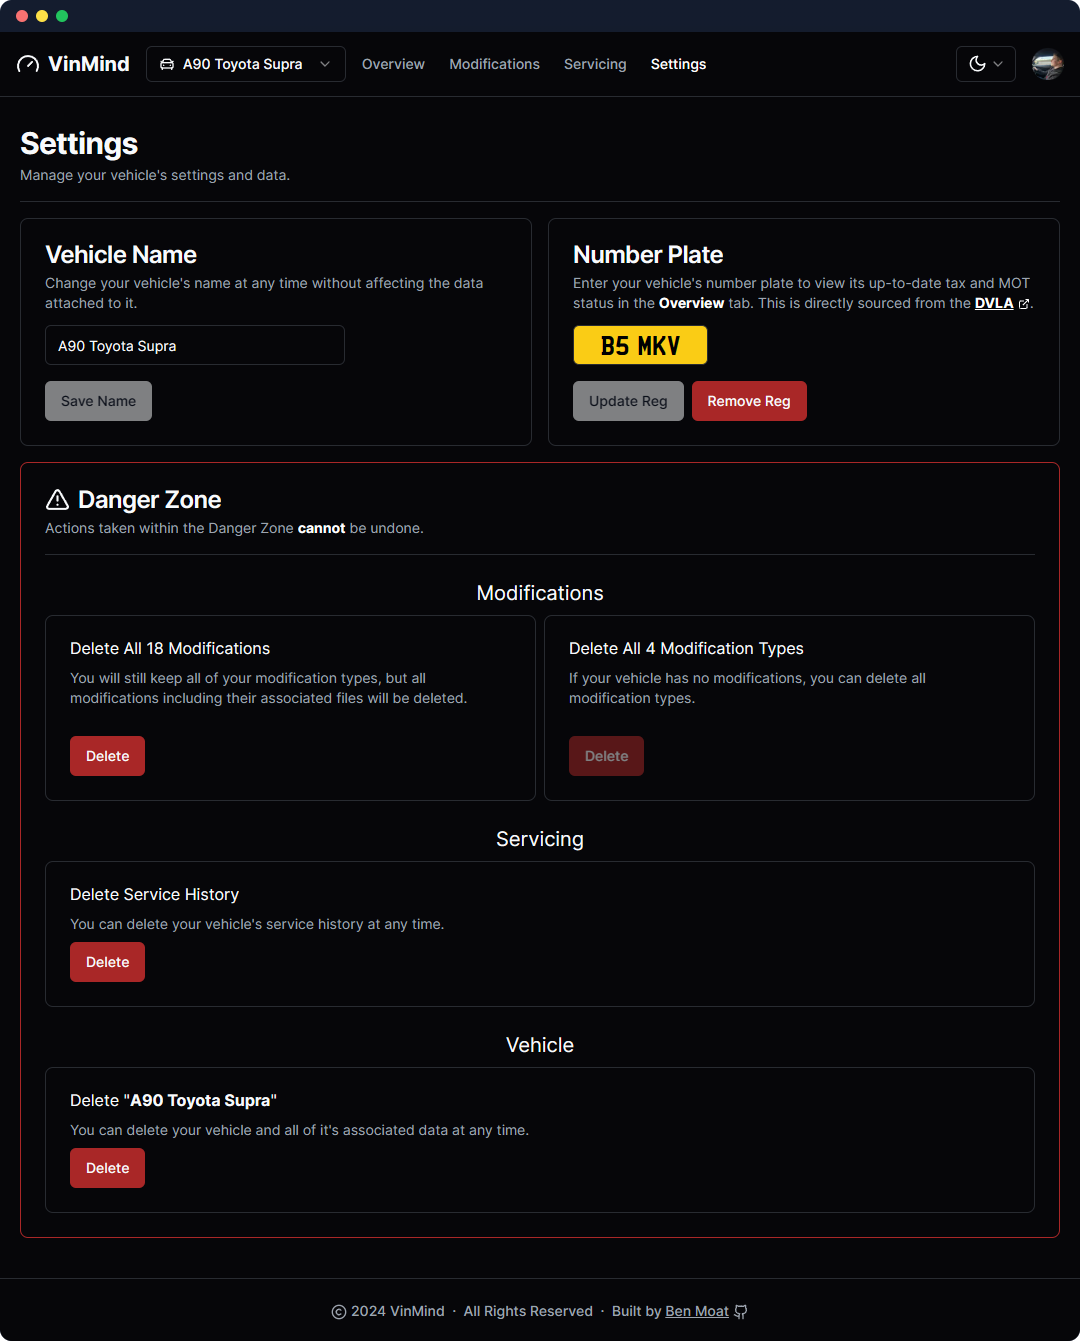 VinMind
A90 Toyota Supra
Overview
Modifications
Servicing
Settings
Settings
Manage your vehicle's settings and data.
Vehicle Name
Change your vehicle's name at any time without affecting the data
attached to it.
A90 Toyota Supra
Save Name
Number Plate
Enter your vehicle's number plate to view its up-to-date tax and MOT
status in the Overview tab. This is directly sourced from the DVLA.
B5 MKV
Update Reg
Remove Reg
Danger Zone
Actions taken within the Danger Zone cannot be undone.
Modifications
Delete All 18 Modifications
You will still keep all of your modification types, but all
modifications including their associated files will be deleted.
Delete
Delete All 4 Modification Types
If your vehicle has no modifications, you can delete all
modification types.
Delete
Servicing
Delete Service History
You can delete your vehicle's service history at any time.
Delete
Vehicle
Delete "A90 Toyota Supra"
You can delete your vehicle and all of it's associated data at any time.
Delete
© 2024 VinMind · All Rights Reserved · Built by Ben Moat